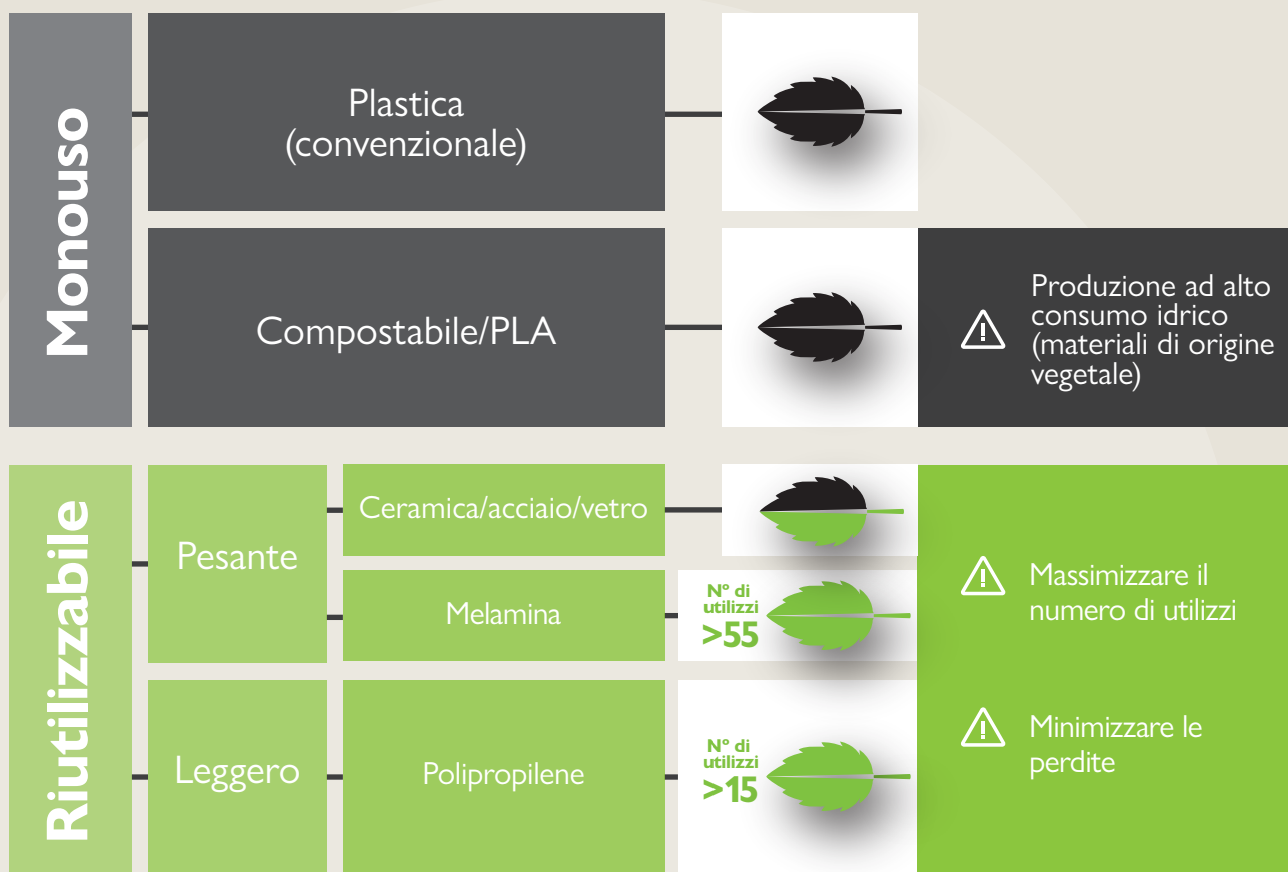 Monouso
Plastica
(convenzionale)
Compostabile/PLA
Produzione ad alto
consumo idrico
(materiali di origine
vegetale)
Riutilizzabile
Pesante
Ceramica/acciaio/vetro
Melamina
N° di
utilizzi
>55
Leggero
Polipropilene
N° di
utilizzi
>15
Massimizzare il
numero di utilizzi
Minimizzare le
perdite